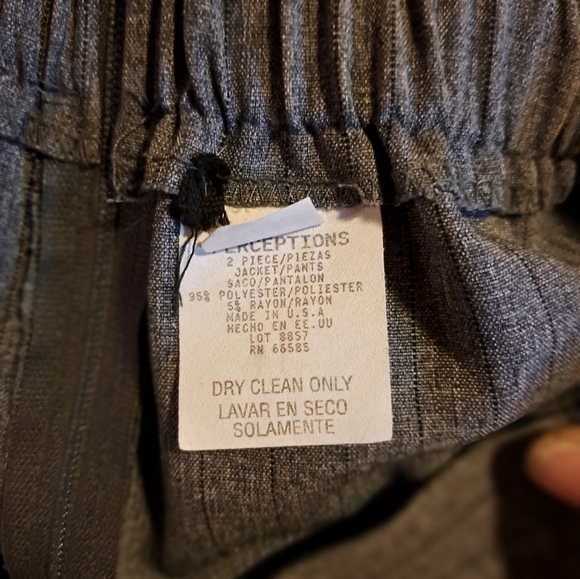 PERCEPTIONS
2 PIECE/PIEZAS
JACKET/PANTS
SACO/PANTALON
95% POLYESTER/POLIESTER
5% RAYON/RAYON
MADE IN U.S.A
HECHO EN EE.UU
LOT 8857
RN 66585
DRY CLEAN ONLY
LAVAR EN SECO
SOLAMENTE